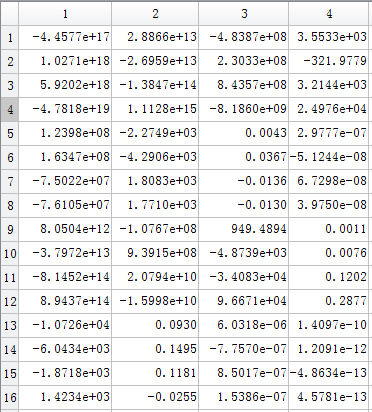 1 2 3 4
1 -4.4577e+17 2.8866e+13 -4.8387e+08 3.5533e+03
2 1.0271e+18 -2.6959e+13 2.3033e+08 -321.9779
3 5.9202e+18 -1.3847e+14 8.4357e+08 3.2144e+03
4 -4.7818e+19 1.1128e+15 -8.1860e+09 2.4976e+04
5 1.2398e+08 -2.2749e+03 0.0043 2.9777e-07
6 1.6347e+08 -4.2906e+03 0.0367 -5.1244e-08
7 -7.5022e+07 1.8083e+03 -0.0136 6.7298e-08
8 -7.6105e+07 1.7710e+03 -0.0130 3.9750e-08
9 8.0504e+12 -1.0767e+08 949.4894 0.0011
10 -3.7972e+13 9.3915e+08 -4.8739e+03 0.0076
11 -8.1452e+14 2.0794e+10 -3.4083e+04 0.1202
12 8.9437e+14 -1.5998e+10 9.6671e+04 0.2877
13 -1.0726e+04 0.0930 6.0318e-06 1.4097e-10
14 -6.0434e+03 0.1495 -7.7570e-07 1.2091e-12
15 -1.8718e+03 0.1181 8.5017e-07 -4.8634e-13
16 1.4234e+03 -0.0255 1.5386e-07 4.5781e-13